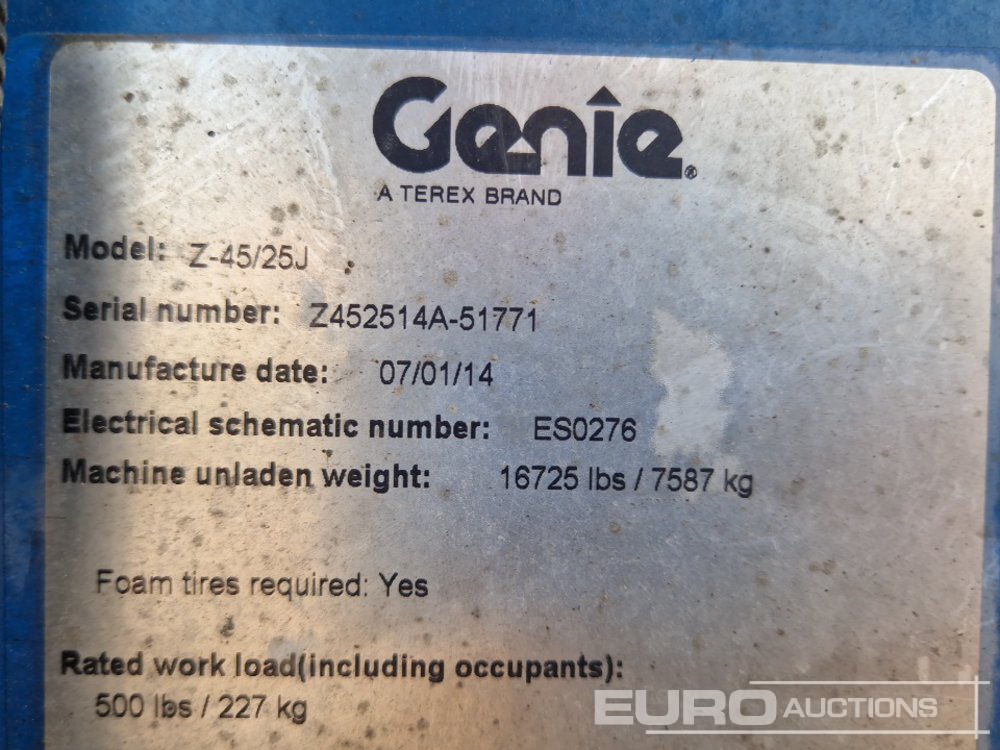 Genie®
A TEREX BRAND
Model: Z-45/25J
Serial number: Z452514A-51771
Manufacture date: 07/01/14
Electrical schematic number: ES0276
Machine unladen weight: 16725 lbs / 7587 kg
Foam tires required: Yes
Rated work load(including occupants):
500 lbs / 227 kg
EURO AUCTIONS